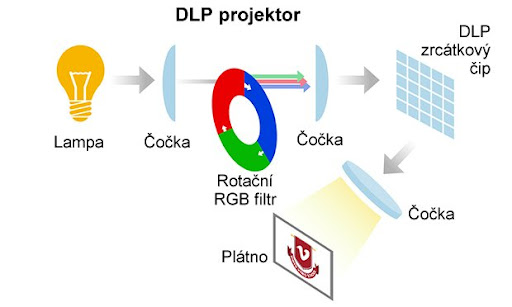 DLP projektor
DLP
zrcátkový
čip
Lampa
Čočka
Rotační
RGB filtr
Čočka
Čočka
Plátno